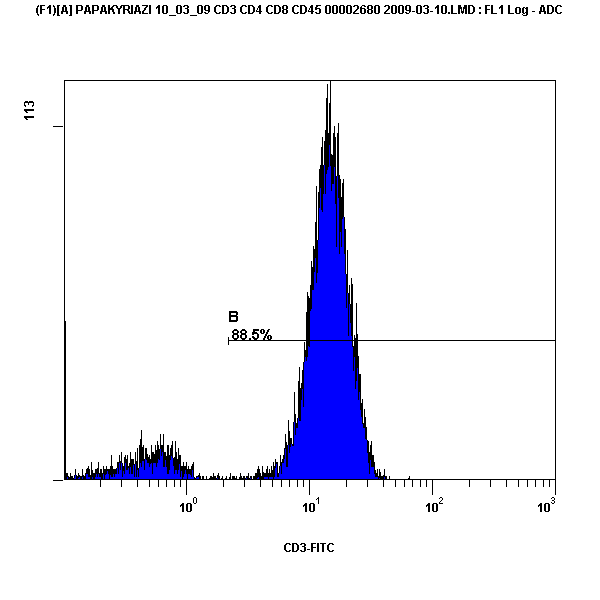 (F1)[A] PAPAKYRIAZI 10_03_09 CD3 CD4 CD8 CD45 00002680 2009-03-10.LMD : FL1 Log - ADC
113
B
88.5%
10^0 10^1 10^2 10^3
CD3-FITC